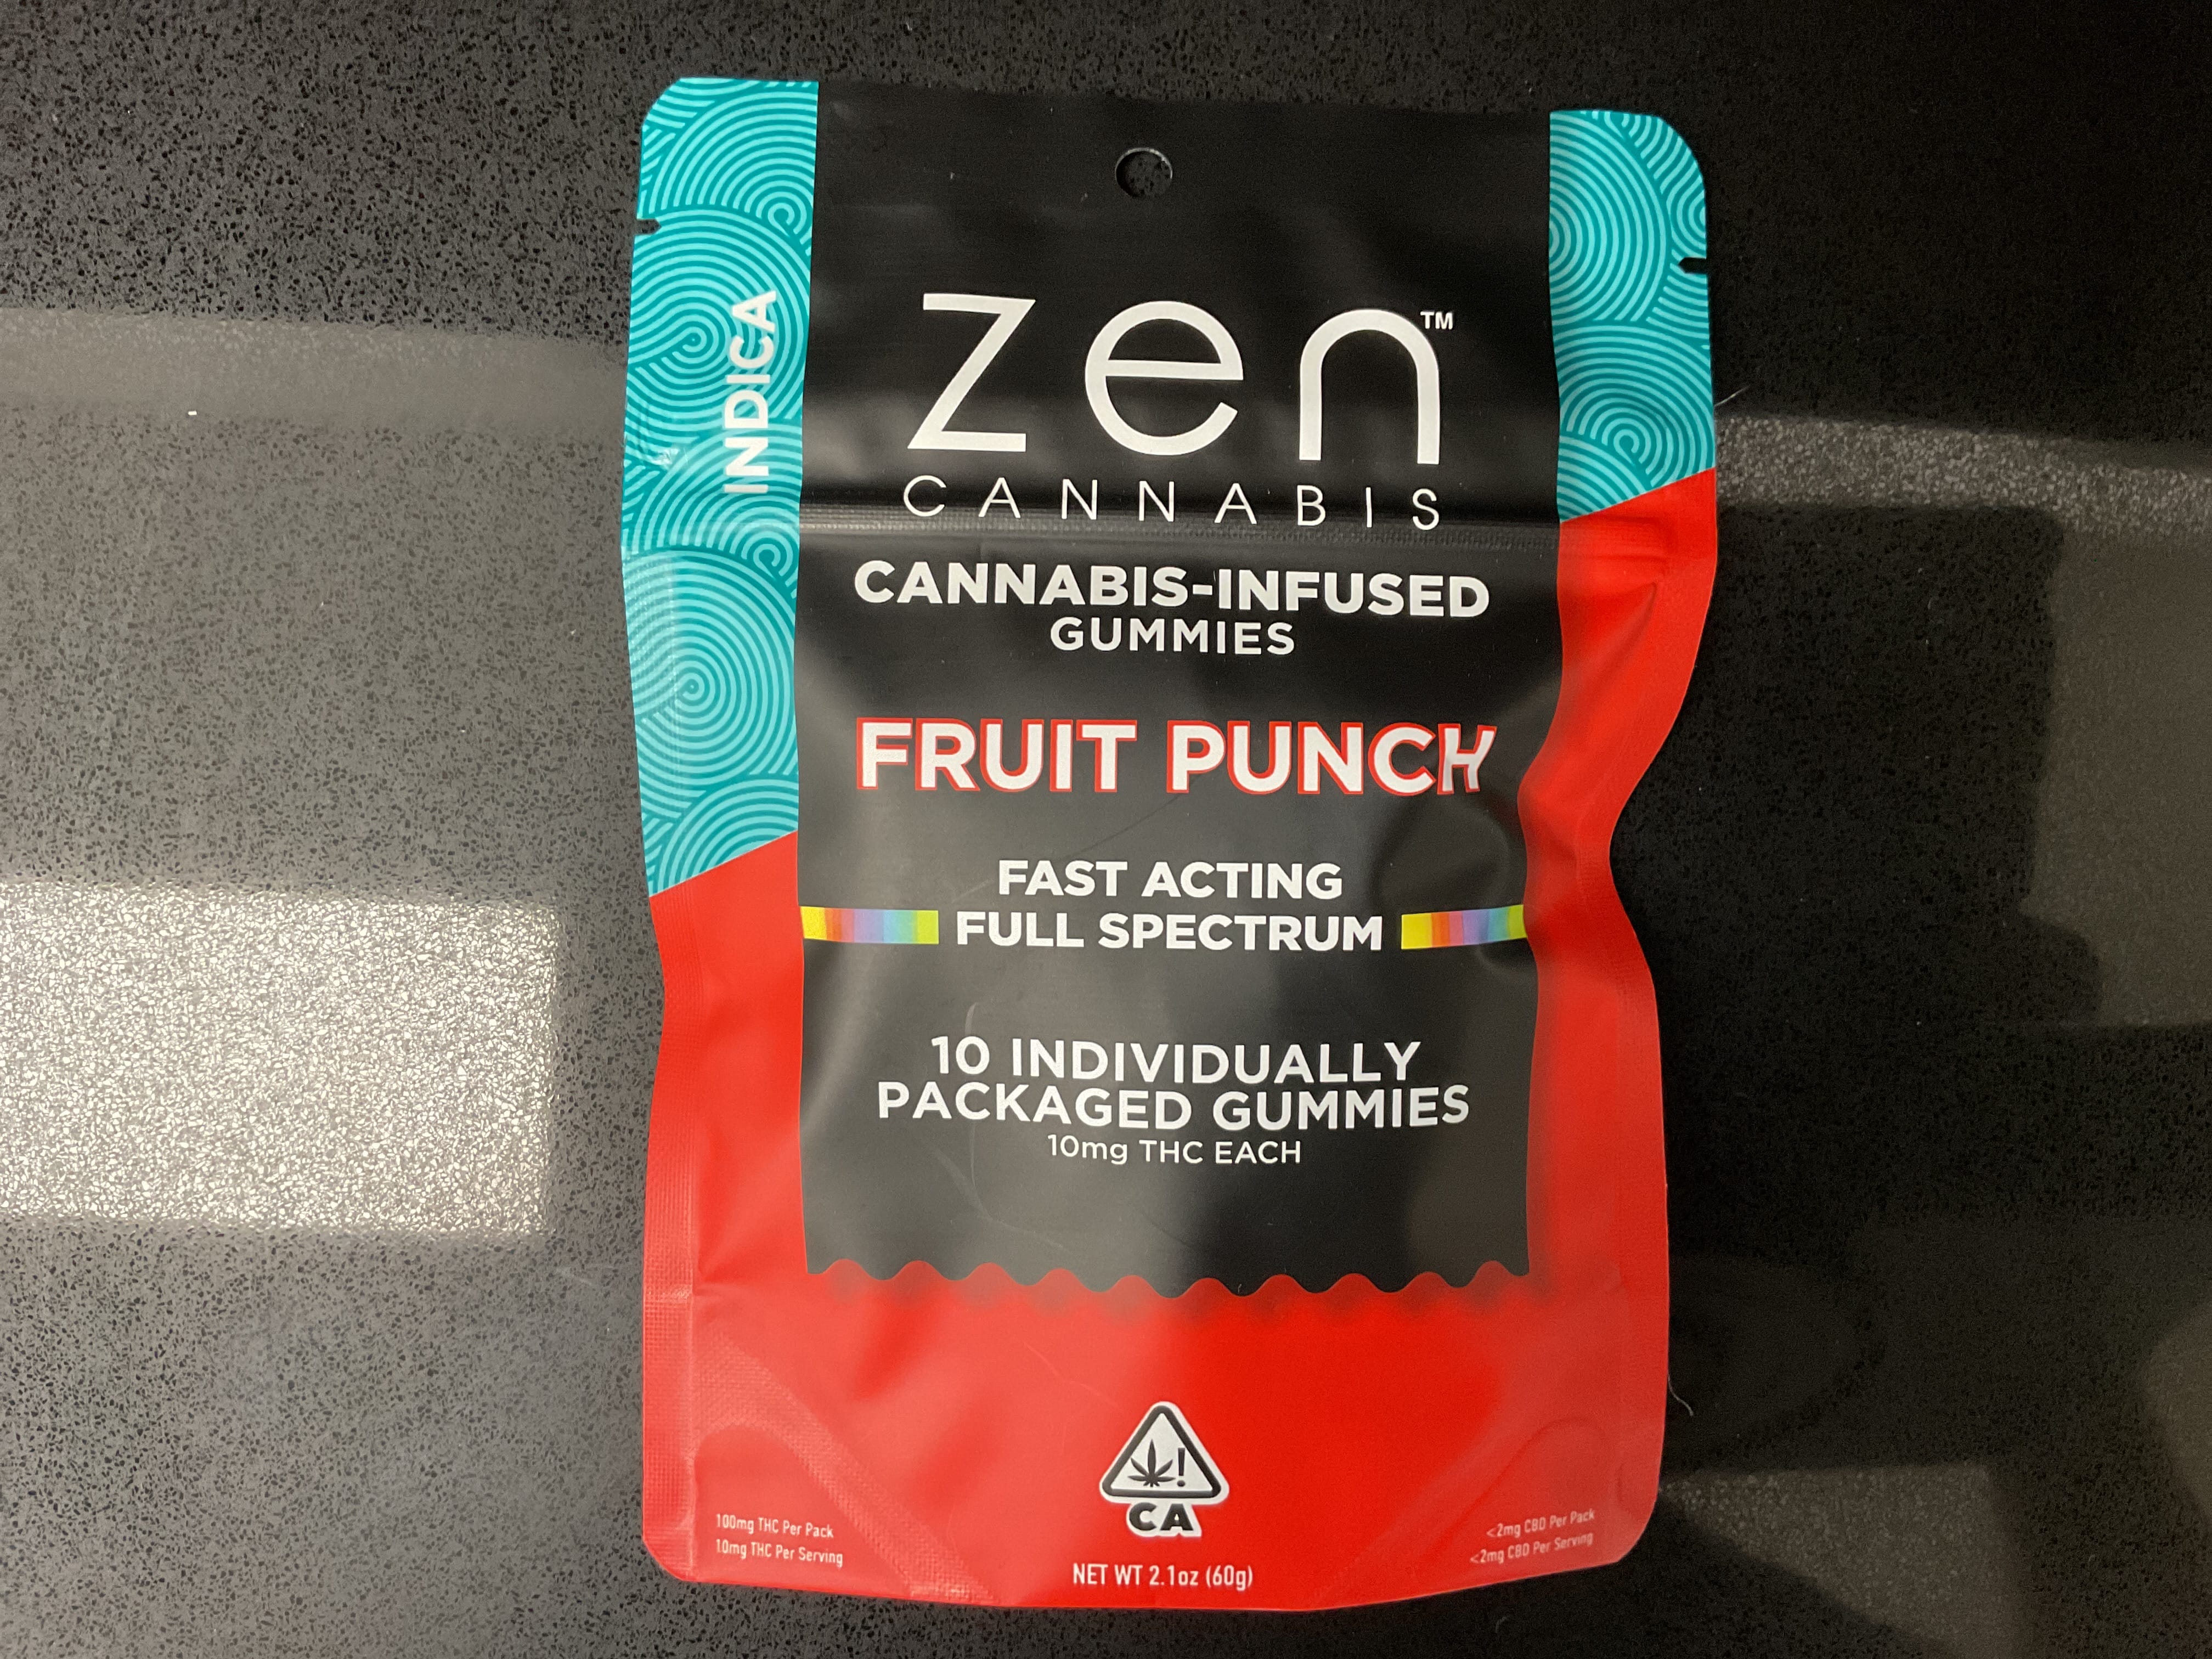 INDICA
zen™
CANNABIS
CANNABIS-INFUSED
GUMMIES
FRUIT PUNCH
FAST ACTING
FULL SPECTRUM
10 INDIVIDUALLY
PACKAGED GUMMIES
10mg THC EACH
!
CA
100mg THC Per Pack
10mg THC Per Serving
NET WT 2.1oz (60g)
<2mg CBD Per Pack
<2mg CBD Per Serving